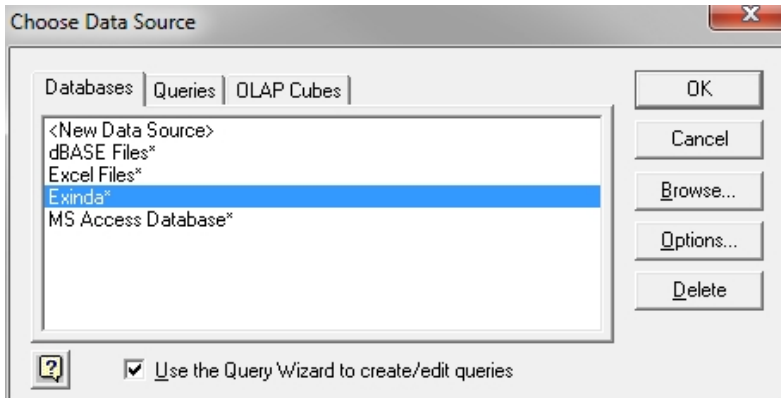 Choose Data Source
Databases Queries OLAP Cubes
<New Data Source>
dBASE Files*
Excel Files*
Exinda*
MS Access Database*
OK
Cancel
Browse...
Options...
Delete
Use the Query Wizard to create/edit queries